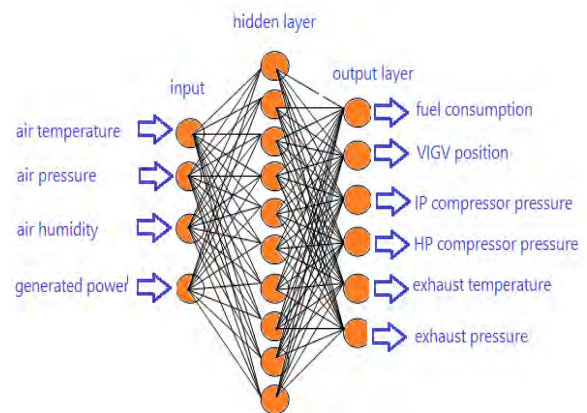 hidden layer
input
output layer
air temperature
air pressure
air humidity
generated power
fuel consumption
VIGV position
IP compressor pressure
HP compressor pressure
exhaust temperature
exhaust pressure